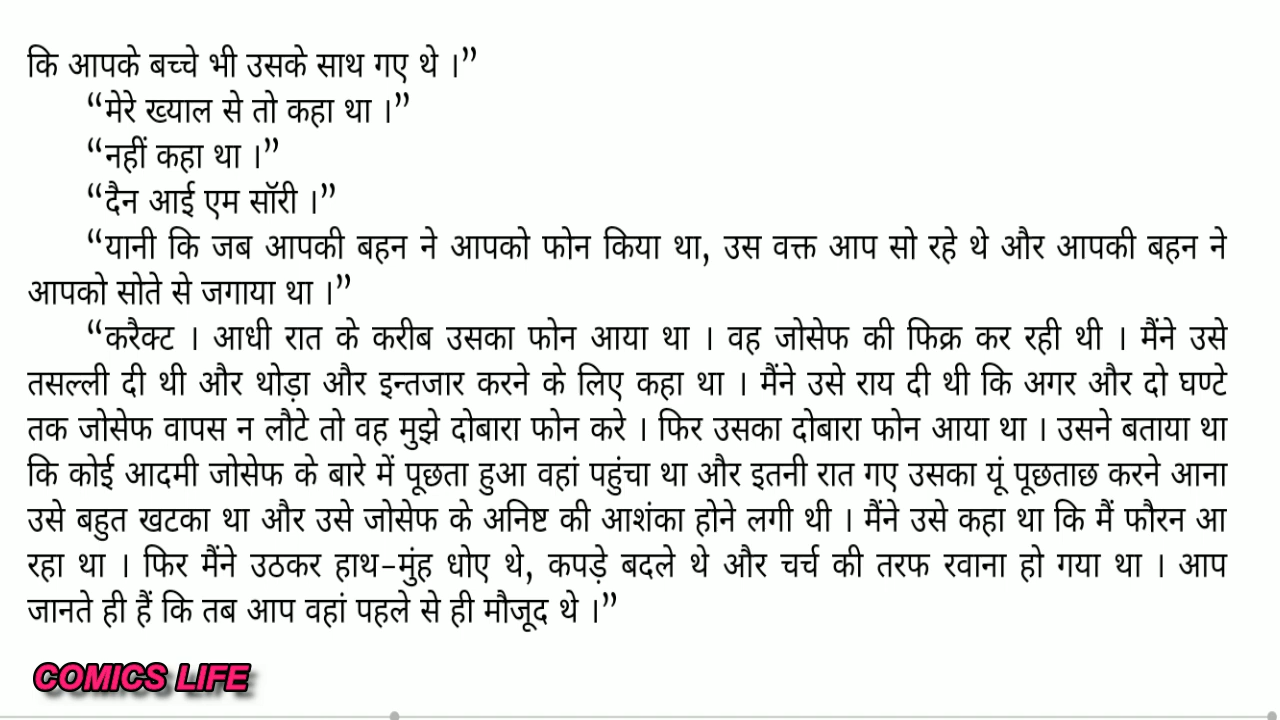 कि आपके बच्चे भी उसके साथ गए थे ।”
“मेरे ख्याल से तो कहा था ।”
“नहीं कहा था ।”
“दैन आई एम सॉरी ।”
“यानी कि जब आपकी बहन ने आपको फोन किया था, उस वक्त आप सो रहे थे और आपकी बहन ने
आपको सोते से जगाया था ।”
“करैक्ट । आधी रात के करीब उसका फोन आया था । वह जोसेफ की फिक्र कर रही थी । मैंने उसे
तसल्ली दी थी और थोड़ा और इन्तजार करने के लिए कहा था । मैंने उसे राय दी थी कि अगर और दो घण्टे
तक जोसेफ वापस न लौटे तो वह मुझे दोबारा फोन करे । फिर उसका दोबारा फोन आया था । उसने बताया था
कि कोई आदमी जोसेफ के बारे में पूछता हुआ वहां पहुंचा था और इतनी रात गए उसका यूं पूछताछ करने आना
उसे बहुत खटका था और उसे जोसेफ के अनिष्ट की आशंका होने लगी थी । मैंने उसे कहा था कि मैं फौरन आ
रहा था । फिर मैंने उठकर हाथ-मुंह धोए थे, कपड़े बदले थे और चर्च की तरफ रवाना हो गया था । आप
जानते ही हैं कि तब आप वहां पहले से ही मौजूद थे ।”
COMICS LIFE